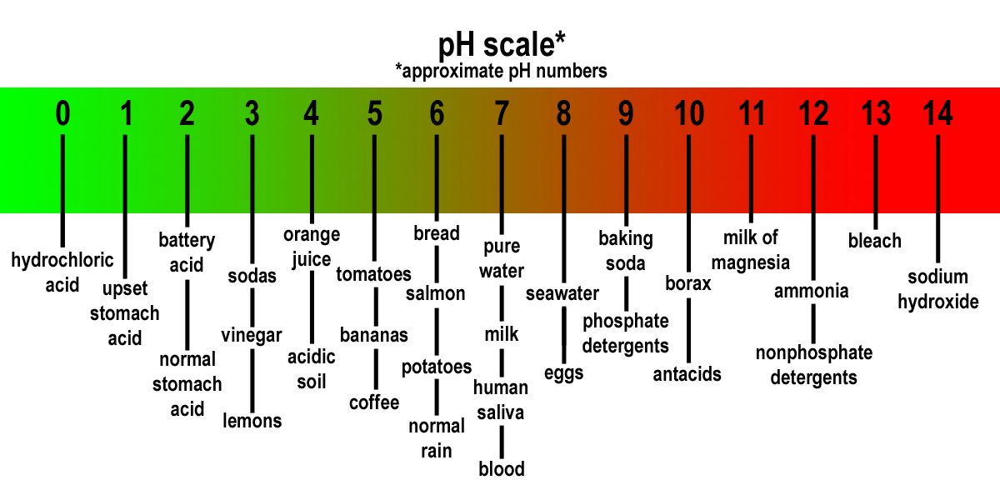 pH scale*
*approximate pH numbers
0 1 2 3 4 5 6 7 8 9 10 11 12 13 14
hydrochloric
acid
upset
stomach
acid
battery
acid
normal
stomach
acid
sodas
vinegar
lemons
orange
juice
acidic
soil
tomatoes
bananas
coffee
bread
salmon
potatoes
normal
rain
pure
water
milk
human
saliva
blood
seawater
eggs
baking
soda
phosphate
detergents
borax
antacids
milk of
magnesia
ammonia
nonphosphate
detergents
bleach
sodium
hydroxide